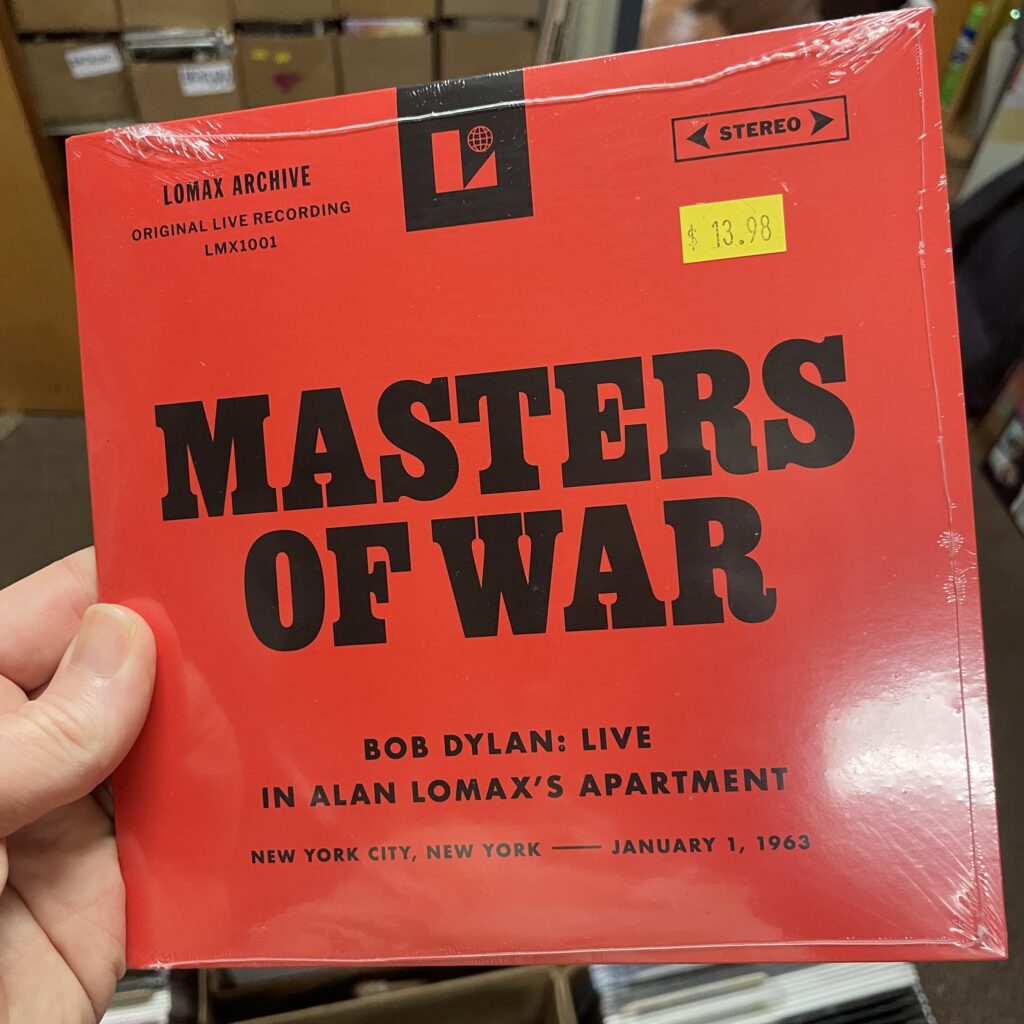 LOMAX ARCHIVE
ORIGINAL LIVE RECORDING
LMX1001
L
STEREO
$ 13.98
MASTERS
OF WAR
BOB DYLAN: LIVE
IN ALAN LOMAX'S APARTMENT
NEW YORK CITY, NEW YORK — JANUARY 1, 1963